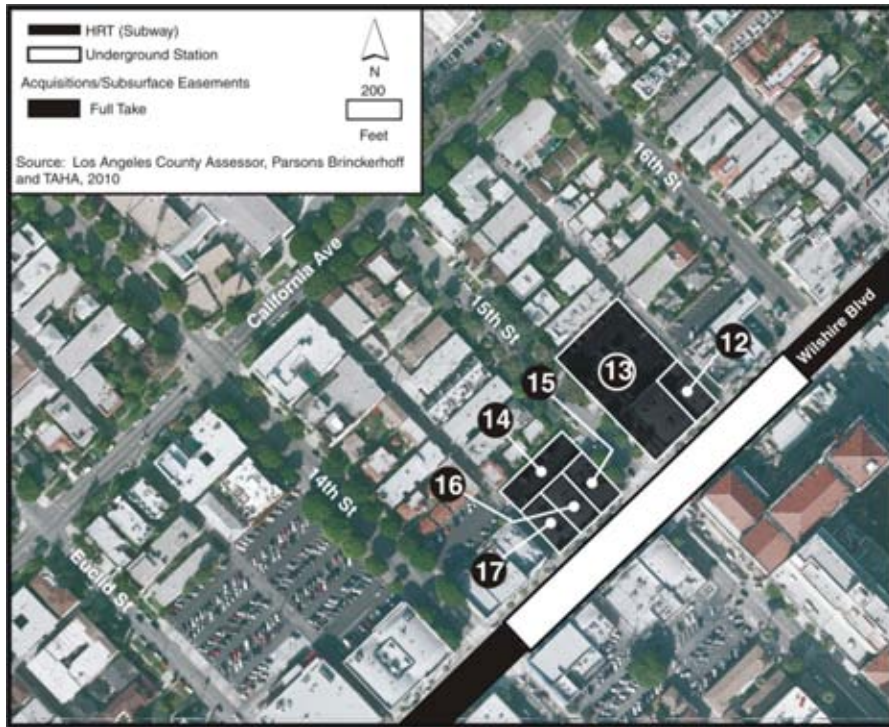 HRT (Subway)
Underground Station
Acquisitions/Subsurface Easements
Full Take
N
200
Feet
Source: Los Angeles County Assessor, Parsons Brinckerhoff
and TAHA, 2010
16th St
California Ave
15th St
Wilshire Blvd
12
13
15
14
14th St
16
17
Euclid St